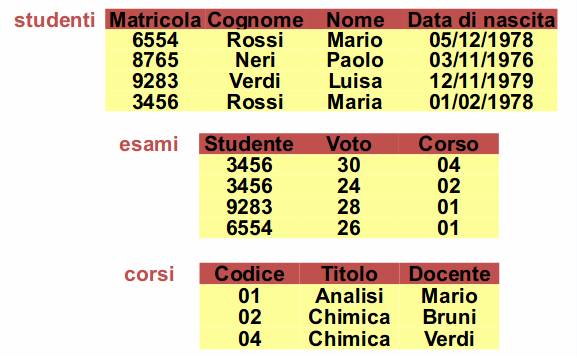 studenti Matricola Cognome Nome Data di nascita
6554 Rossi Mario 05/12/1978
8765 Neri Paolo 03/11/1976
9283 Verdi Luisa 12/11/1979
3456 Rossi Maria 01/02/1978
esami Studente Voto Corso
3456 30 04
3456 24 02
9283 28 01
6554 26 01
corsi Codice Titolo Docente
01 Analisi Mario
02 Chimica Bruni
04 Chimica Verdi